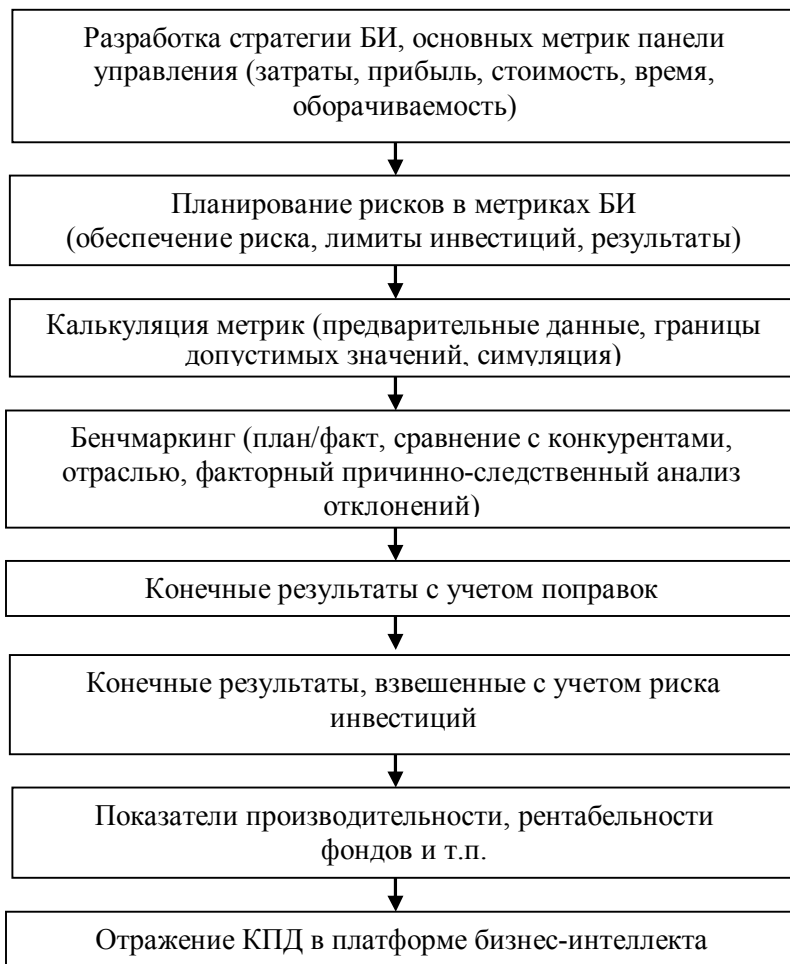 Разработка стратегии БИ, основных метрик панели
управления (затраты, прибыль, стоимость, время,
оборачиваемость)
Планирование рисков в метриках БИ
(обеспечение риска, лимиты инвестиций, результаты)
Калькуляция метрик (предварительные данные, границы
допустимых значений, симуляция)
Бенчмаркинг (план/факт, сравнение с конкурентами,
отраслью, факторный причинно-следственный анализ
отклонений)
Конечные результаты с учетом поправок
Конечные результаты, взвешенные с учетом риска
инвестиций
Показатели производительности, рентабельности
фондов и т.п.
Отражение КПД в платформе бизнес-интеллекта